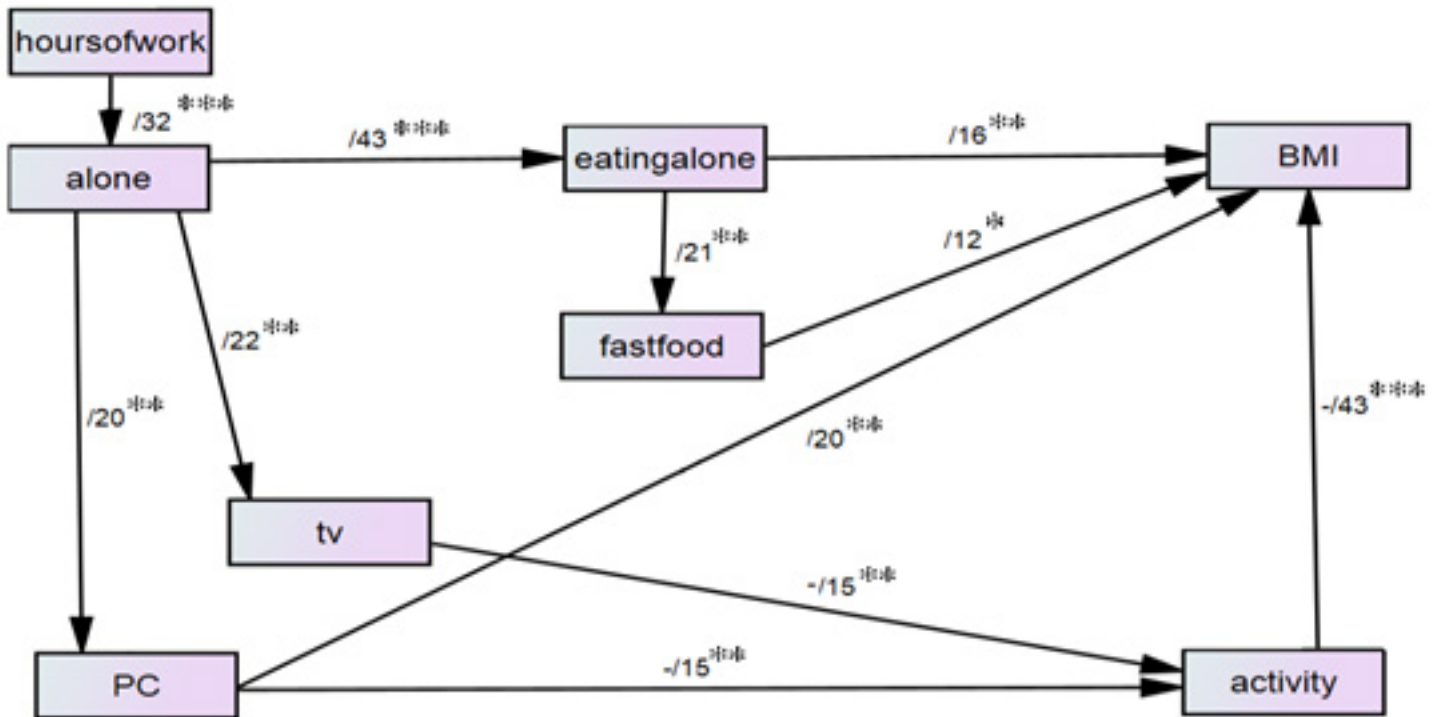 hoursofwork
/32***
alone
/43***
eatingalone
/16**
BMI
/21**
/12*
fastfood
/22**
/20**
/20**
-/43***
tv
-/15**
PC
-/15**
activity